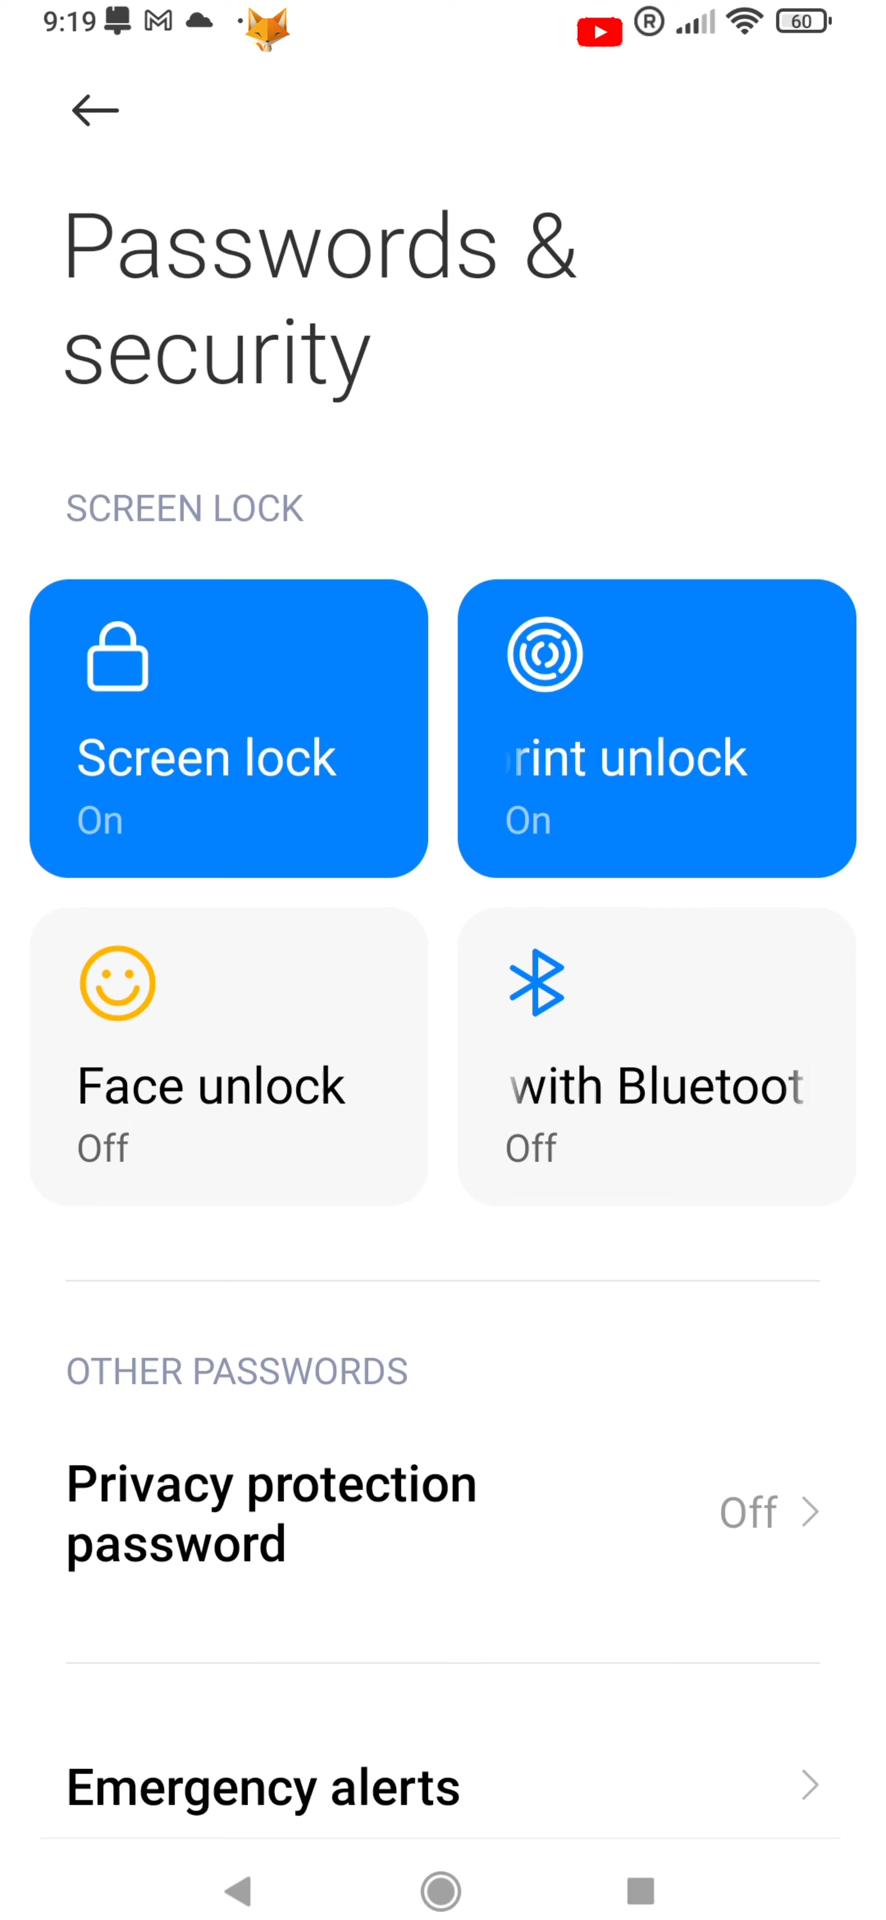 9:19
60
Passwords &
security
SCREEN LOCK
Screen lock
On
rint unlock
On
Face unlock
Off
with Bluetoot
Off
OTHER PASSWORDS
Privacy protection
password
Off
Emergency alerts